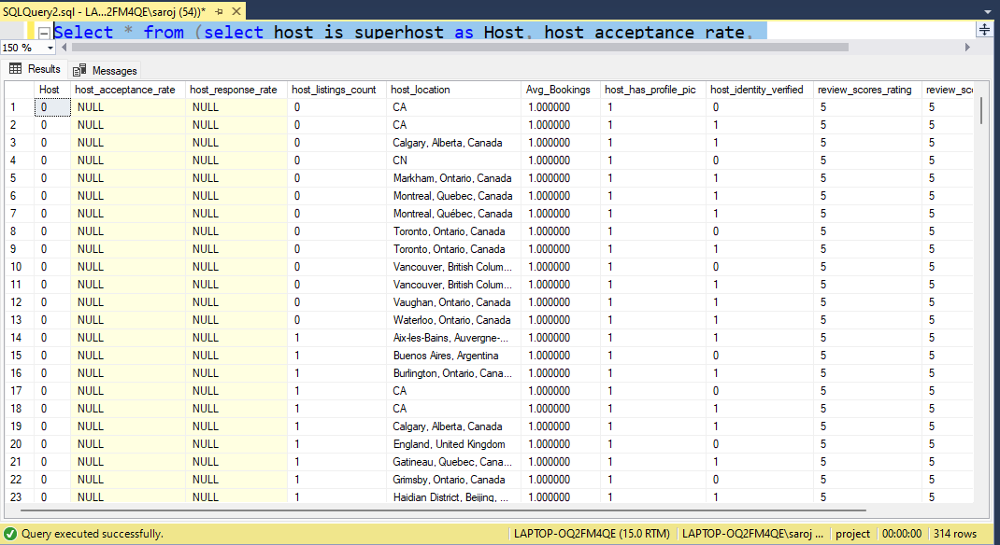 SQLQuery2.sql - LA...2FM4QE\saroj (54))*
Select * from (select host_is_superhost as Host, host_acceptance_rate,
150 %
Results Messages
Host host_acceptance_rate host_response_rate host_listings_count host_location Avg_Bookings host_has_profile_pic host_identity_verified review_scores_rating review_sco
1 0 NULL NULL 0 CA 1.000000 1 0 5 5
2 0 NULL NULL 0 CA 1.000000 1 1 5 5
3 0 NULL NULL 0 Calgary, Alberta, Canada 1.000000 1 1 5 5
4 0 NULL NULL 0 CN 1.000000 1 0 5 5
5 0 NULL NULL 0 Markham, Ontario, Canada 1.000000 1 1 5 5
6 0 NULL NULL 0 Montreal, Quebec, Canada 1.000000 1 1 5 5
7 0 NULL NULL 0 Montreal, Québec, Canada 1.000000 1 1 5 5
8 0 NULL NULL 0 Toronto, Ontario, Canada 1.000000 1 0 5 5
9 0 NULL NULL 0 Toronto, Ontario, Canada 1.000000 1 1 5 5
10 0 NULL NULL 0 Vancouver, British Colum... 1.000000 1 0 5 5
11 0 NULL NULL 0 Vancouver, British Colum... 1.000000 1 1 5 5
12 0 NULL NULL 0 Vaughan, Ontario, Canada 1.000000 1 1 5 5
13 0 NULL NULL 0 Waterloo, Ontario, Canada 1.000000 1 1 5 5
14 0 NULL NULL 1 Aix-les-Bains, Auvergne-... 1.000000 1 1 5 5
15 0 NULL NULL 1 Buenos Aires, Argentina 1.000000 1 0 5 5
16 0 NULL NULL 1 Burlington, Ontario, Cana... 1.000000 1 1 5 5
17 0 NULL NULL 1 CA 1.000000 1 0 5 5
18 0 NULL NULL 1 CA 1.000000 1 1 5 5
19 0 NULL NULL 1 Calgary, Alberta, Canada 1.000000 1 1 5 5
20 0 NULL NULL 1 England, United Kingdom 1.000000 1 0 5 5
21 0 NULL NULL 1 Gatineau, Quebec, Cana... 1.000000 1 1 5 5
22 0 NULL NULL 1 Grimsby, Ontario, Canada 1.000000 1 0 5 5
23 0 NULL NULL 1 Haidian District, Beijing, ... 1.000000 1 1 5 5
Query executed successfully. LAPTOP-OQ2FM4QE (15.0 RTM) LAPTOP-OQ2FM4QE\saroj ... project 00:00:00 314 rows